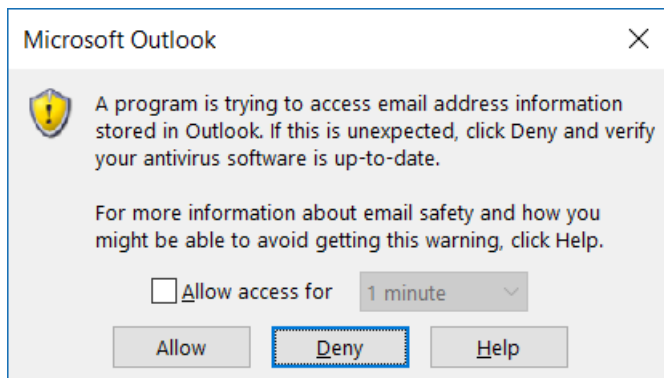 Microsoft Outlook
A program is trying to access email address information
stored in Outlook. If this is unexpected, click Deny and verify
your antivirus software is up-to-date.
For more information about email safety and how you
might be able to avoid getting this warning, click Help.
Allow access for 1 minute
Allow Deny Help